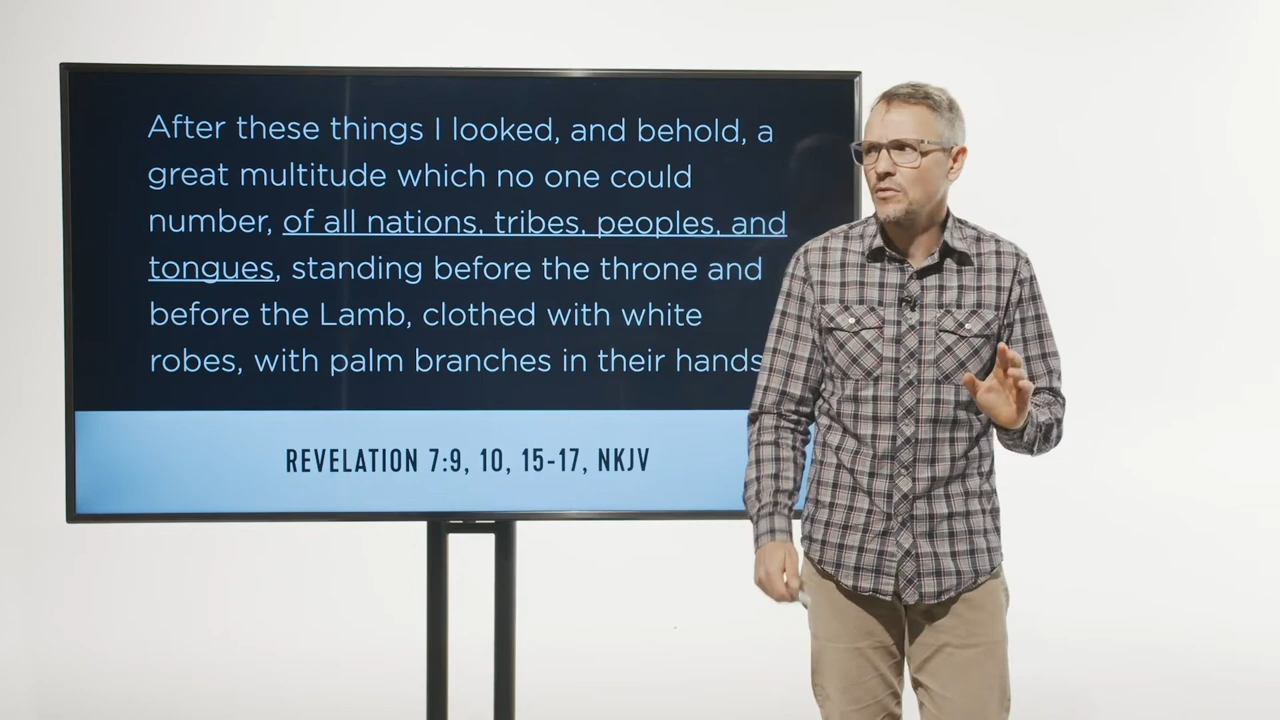 After these things I looked, and behold, a
great multitude which no one could
number, of all nations, tribes, peoples, and
tongues, standing before the throne and
before the Lamb, clothed with white
robes, with palm branches in their hands
REVELATION 7:9, 10, 15-17, NKJV